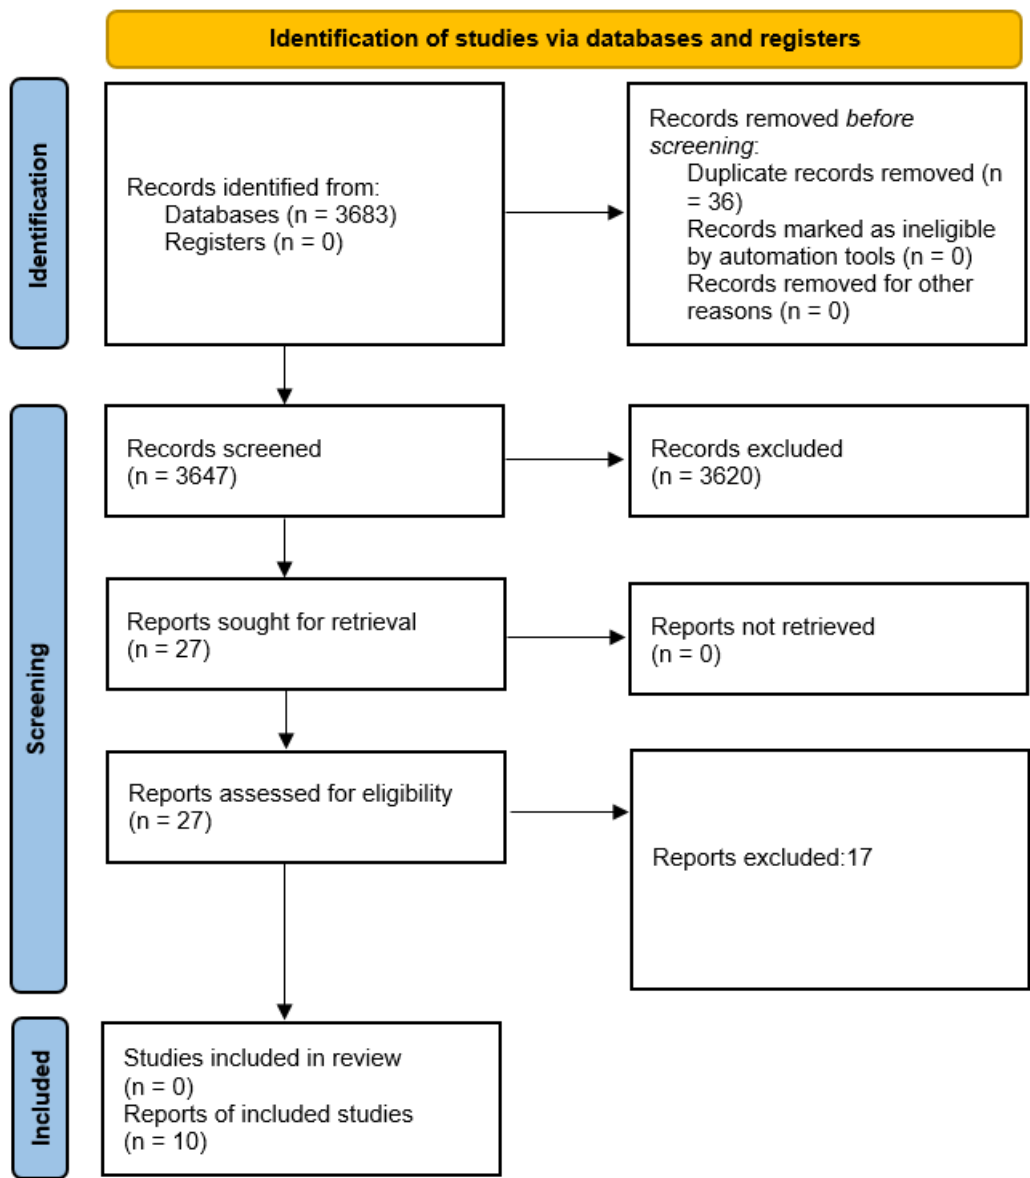 Identification of studies via databases and registers
Identification
Records identified from:
Databases (n = 3683)
Registers (n = 0)
Records removed before
screening:
Duplicate records removed (n
= 36)
Records marked as ineligible
by automation tools (n = 0)
Records removed for other
reasons (n = 0)
Screening
Records screened
(n = 3647)
Records excluded
(n = 3620)
Reports sought for retrieval
(n = 27)
Reports not retrieved
(n = 0)
Reports assessed for eligibility
(n = 27)
Reports excluded:17
Included
Studies included in review
(n = 0)
Reports of included studies
(n = 10)